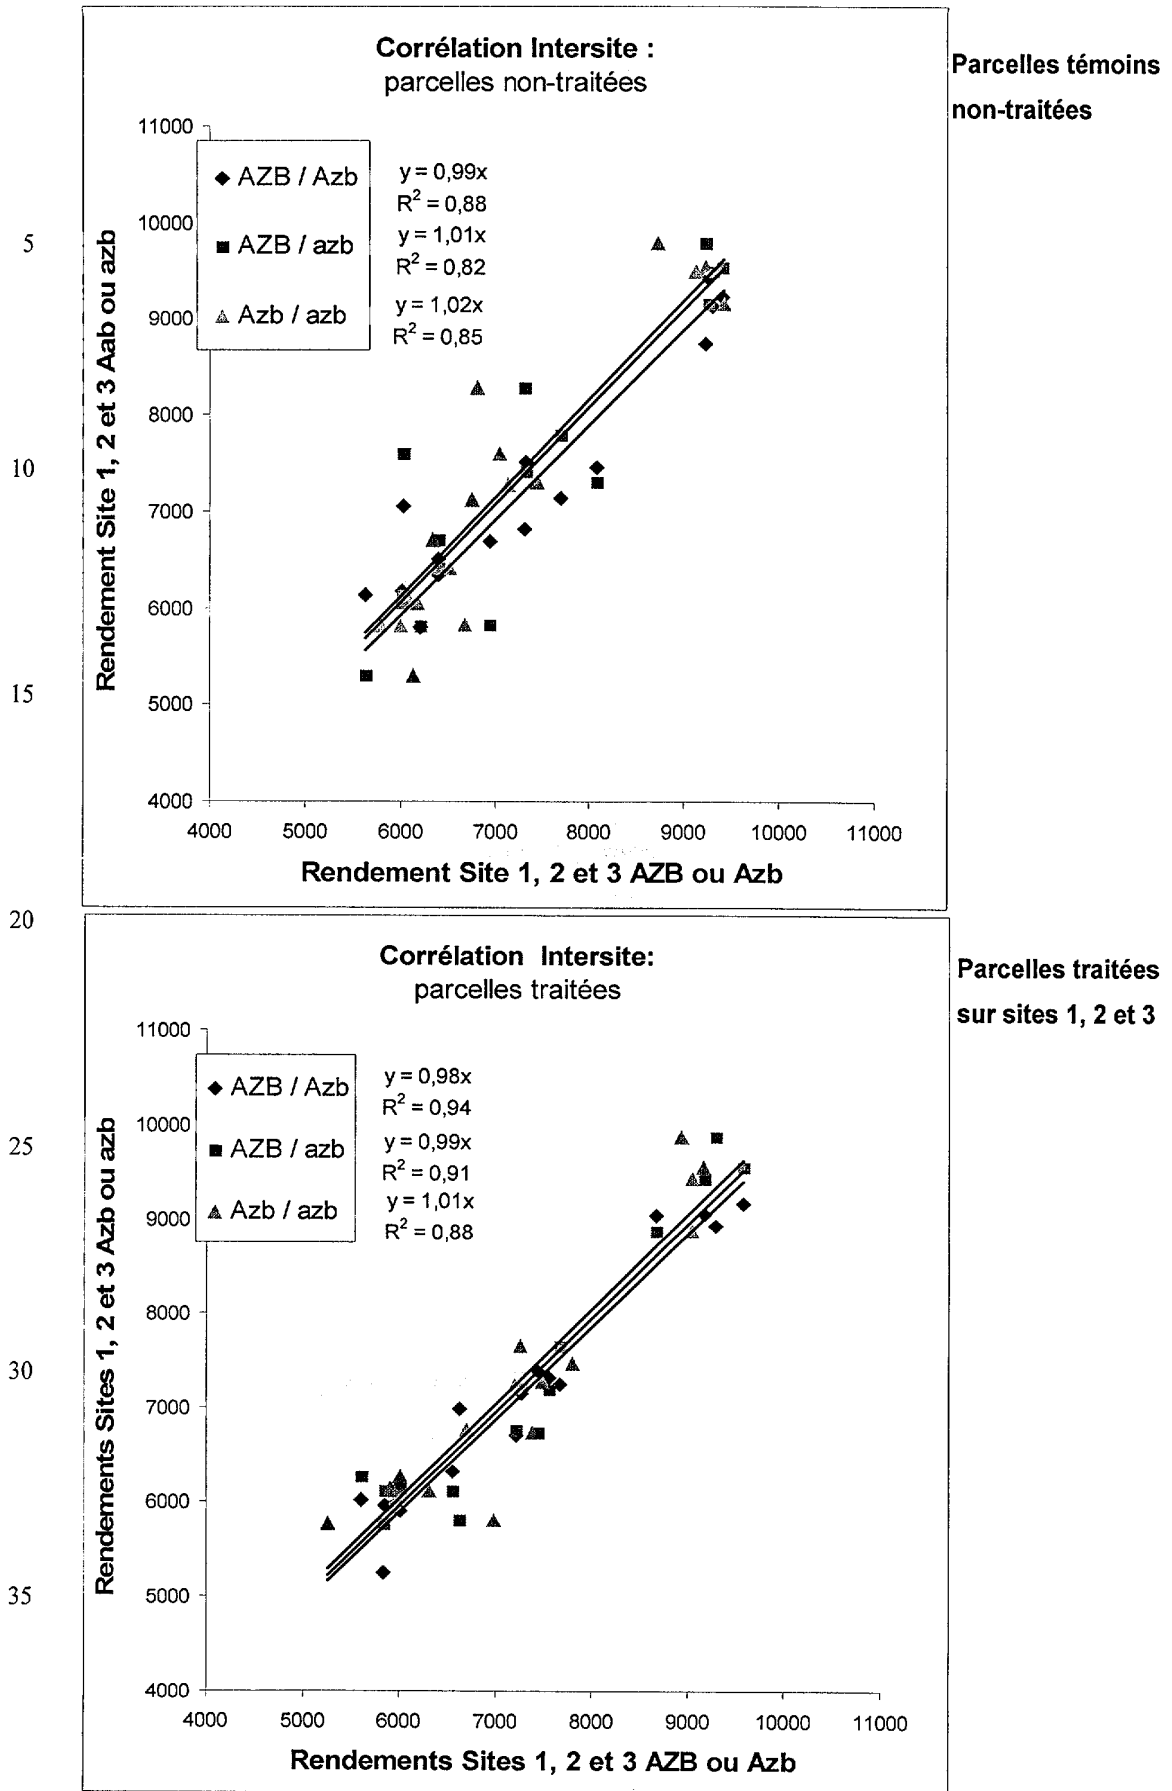 Corrélation Intersite :
parcelles non-traitées
Parcelles témoins
non-traitées
11000
10000
9000
8000
7000
6000
5000
4000
AZB / Azb
y = 0,99x
R² = 0,88
AZB / azb
y = 1,01x
R² = 0,82
Azb / azb
y = 1,02x
R² = 0,85
Rendement Site 1, 2 et 3 Aab ou azb
4000 5000 6000 7000 8000 9000 10000 11000
Rendement Site 1, 2 et 3 AZB ou Azb
5
10
15
20
Corrélation Intersite:
parcelles traitées
Parcelles traitées
sur sites 1, 2 et 3
11000
10000
9000
8000
7000
6000
5000
4000
AZB / Azb
y = 0,98x
R² = 0,94
AZB / azb
y = 0,99x
R² = 0,91
Azb / azb
y = 1,01x
R² = 0,88
Rendements Sites 1, 2 et 3 Azb ou azb
4000 5000 6000 7000 8000 9000 10000 11000
Rendements Sites 1, 2 et 3 AZB ou Azb
25
30
35